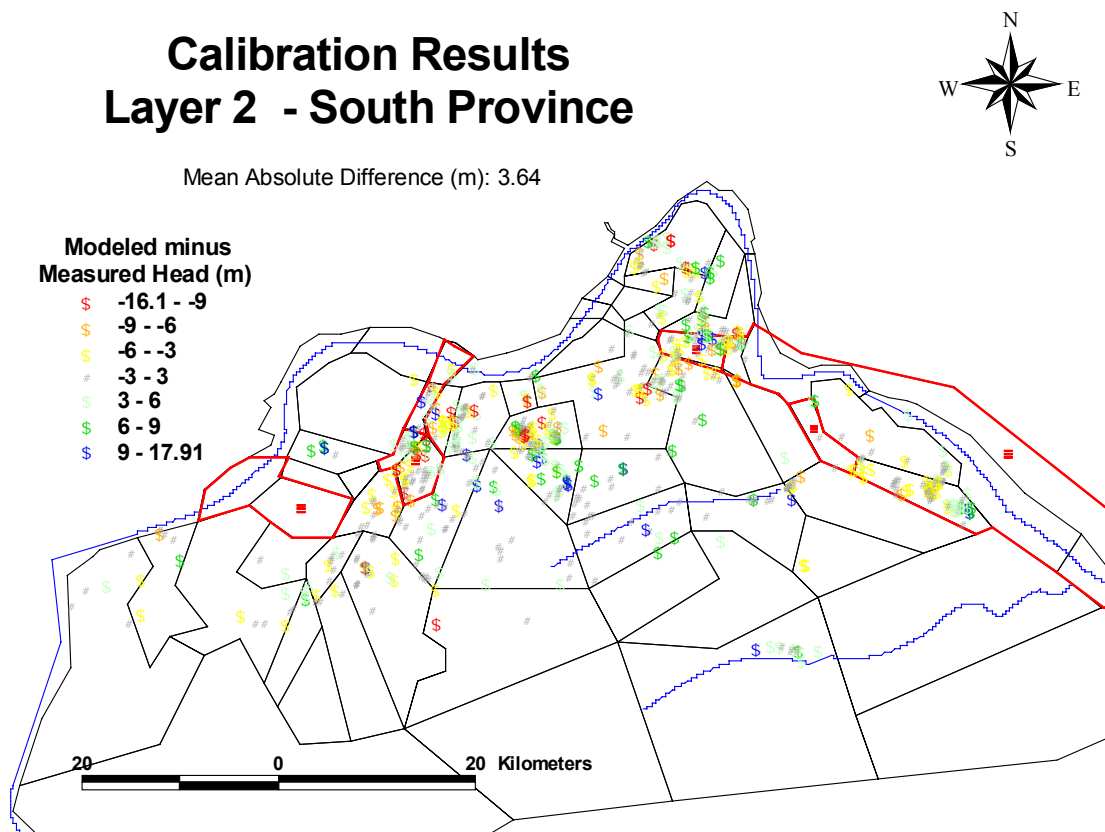 Calibration Results
Layer 2 - South Province
Mean Absolute Difference (m): 3.64
N
W
E
S
Modeled minus
Measured Head (m)
$ -16.1 - -9
$ -9 - -6
$ -6 - -3
# -3 - 3
$ 3 - 6
$ 6 - 9
$ 9 - 17.91
20 0 20 Kilometers